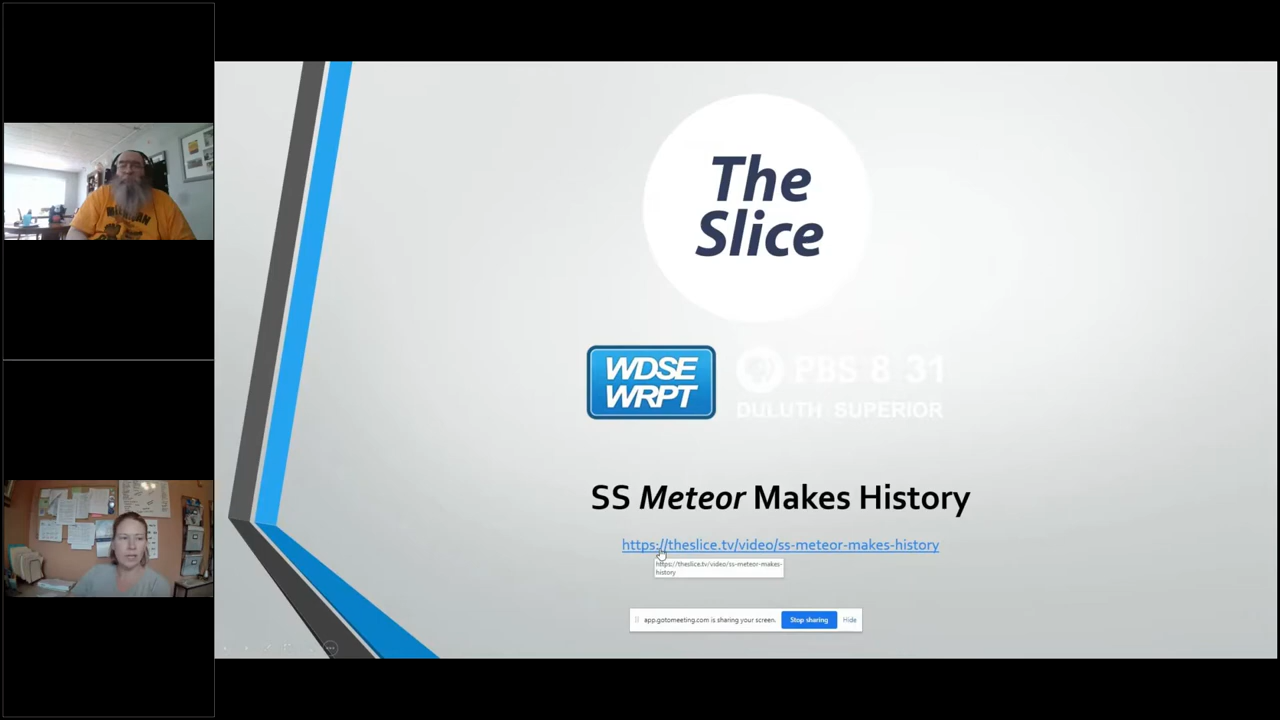 The
Slice
WDSE
WRPT
PBS 8 31
DULUTH SUPERIOR
SS Meteor Makes History
https://theslice.tv/video/ss-meteor-makes-history
https://theslice.tv/video/ss-meteor-makes-
history
app.gotomeeting.com is sharing your screen.
Stop sharing
Hide